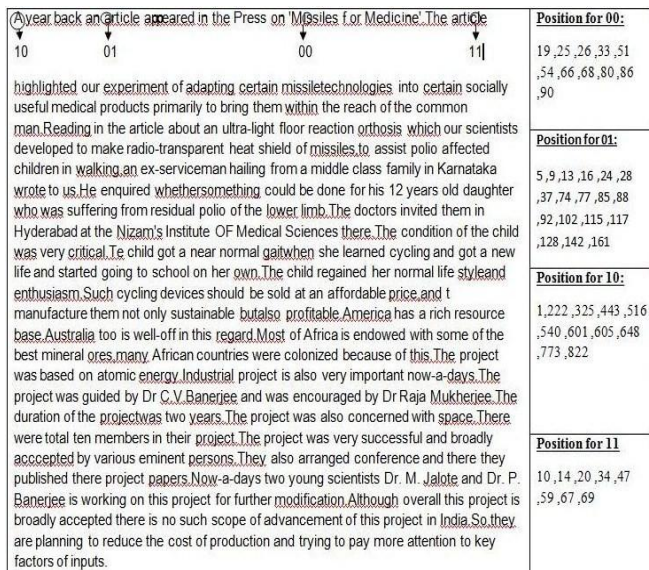 A year back an article appeared in the Press on 'Missiles for Medicine'.The article
10 01 00 11
highlighted our experiment of adapting certain missiletechnologies into certain socially
useful medical products primarily to bring them within the reach of the common
man.Reading in the article about an ultra-light floor reaction orthosis which our scientists
developed to make radio-transparent heat shield of missiles,to assist polio affected
children in walking,an ex-serviceman hailing from a middle class family in Karnataka
wrote to us.He enquired whethersomething could be done for his 12 years old daughter
who was suffering from residual polio of the lower limb.The doctors invited them in
Hyderabad at the Nizam's Institute OF Medical Sciences there.The condition of the child
was very critical.Te child got a near normal gaitwhen she learned cycling and got a new
life and started going to school on her own.The child regained her normal life styleand
enthusiasm.Such cycling devices should be sold at an affordable price,and t
manufacture them not only sustainable butalso profitable.America has a rich resource
base.Australia too is well-off in this regard.Most of Africa is endowed with some of the
best mineral ores,many African countries were colonized because of this.The project
was based on atomic energy.Industrial project is also very important now-a-days.The
project was guided by Dr C.V.Banerjee and was encouraged by Dr Raja Mukherjee.The
duration of the projectwas two years.The project was also concerned with space.There
were total ten members in their project.The project was very successful and broadly
acccepted by various eminent persons.They also arranged conference and there they
published there project papers.Now-a-days two young scientists Dr. M. Jalote and Dr. P.
Banerjee is working on this project for further modification.Although overall this project is
broadly accepted there is no such scope of advancement of this project in India.So,they
are planning to reduce the cost of production and trying to pay more attention to key
factors of inputs.
Position for 00:
19 ,25 ,26 ,33 ,51
,54 ,66 ,68 ,80 ,86
,90
Position for 01:
5 ,9 ,13 ,16 ,24 ,28
,37 ,74 ,77 ,85 ,88
,92 ,102 ,115 ,117
,128 ,142 ,161
Position for 10:
1,222 ,325 ,443 ,516
,540 ,601 ,605 ,648
,773 ,822
Position for 11
10 ,14 ,20 ,34 ,47
,59 ,67 ,69